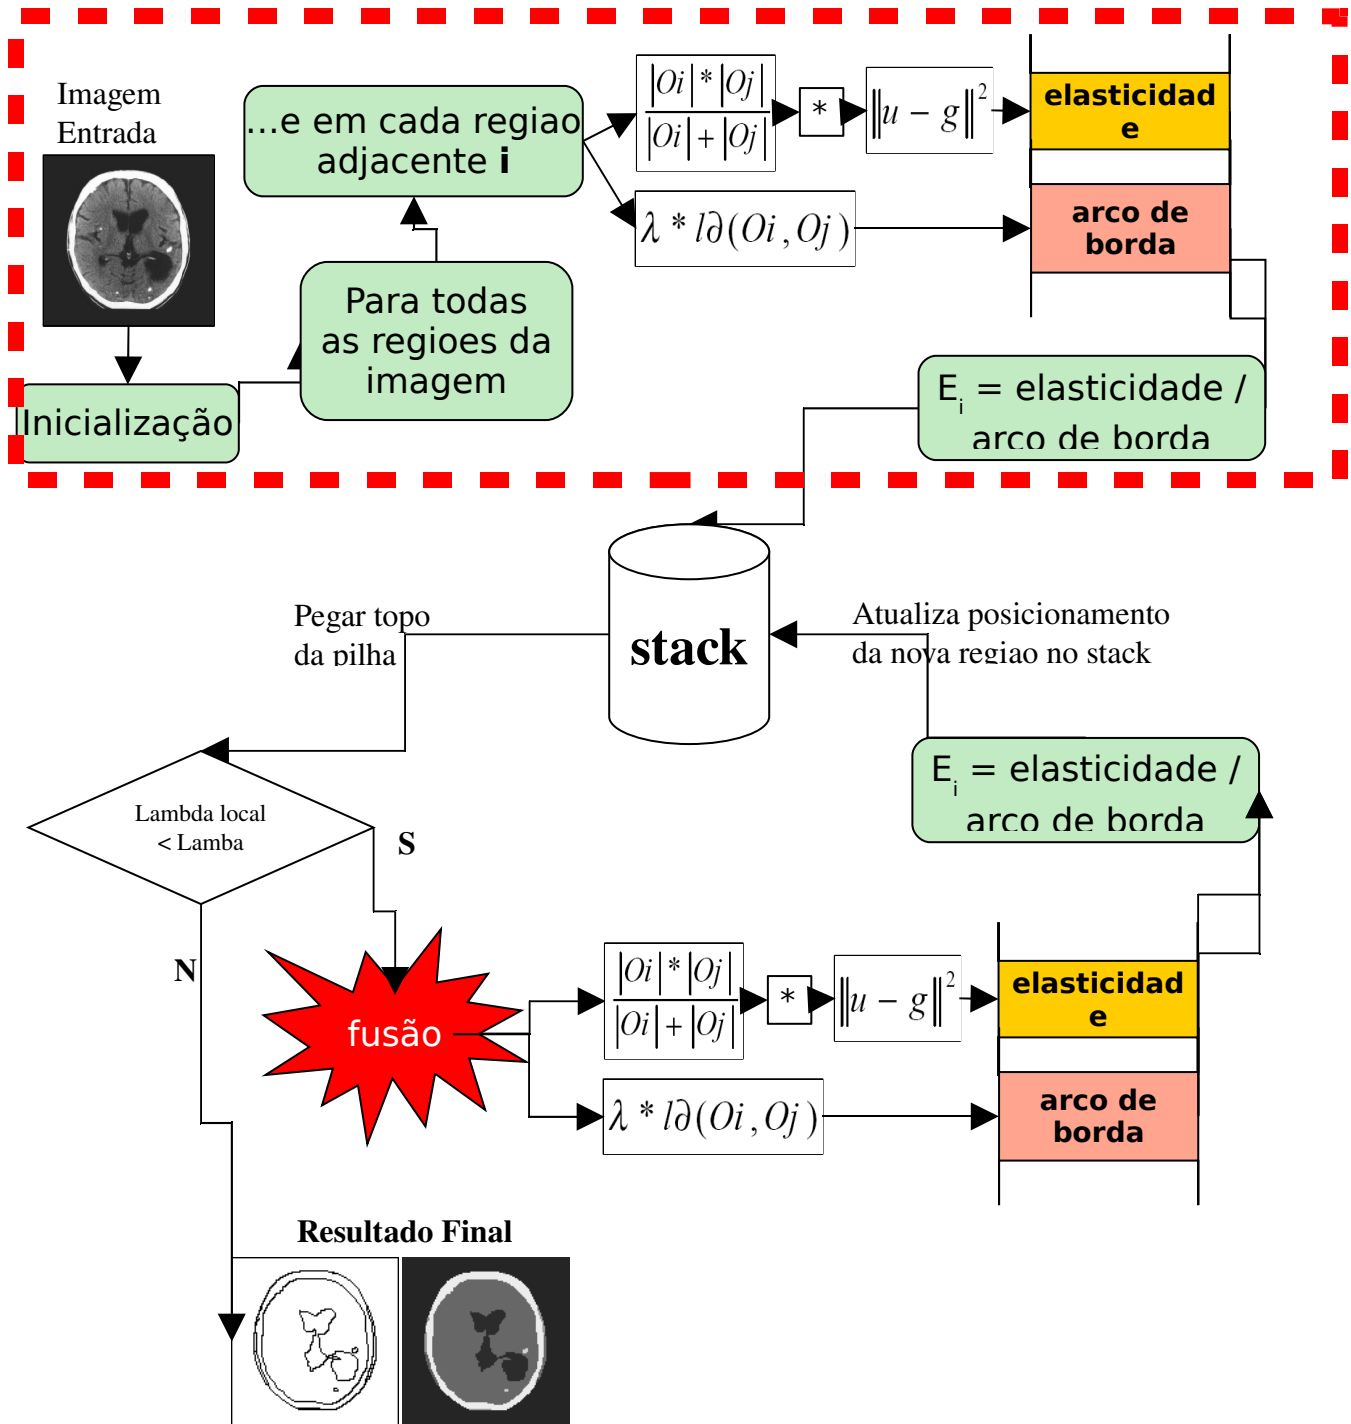 Imagem
Entrada
...e em cada regiao
adjacente i
|Oi| * |Oj|
|Oi| + |Oj|
*
‖u − g‖²
elasticidad
e
λ * l∂(Oi, Oj)
arco de
borda
Para todas
as regioes da
imagem
Inicialização
E_i = elasticidade /
arco de borda
stack
Pegar topo
da pilha
Atualiza posicionamento
da nova regiao no stack
E_i = elasticidade /
arco de borda
Lambda local
< Lamba
S
N
fusão
|Oi| * |Oj|
|Oi| + |Oj|
*
‖u − g‖²
elasticidad
e
λ * l∂(Oi, Oj)
arco de
borda
Resultado Final